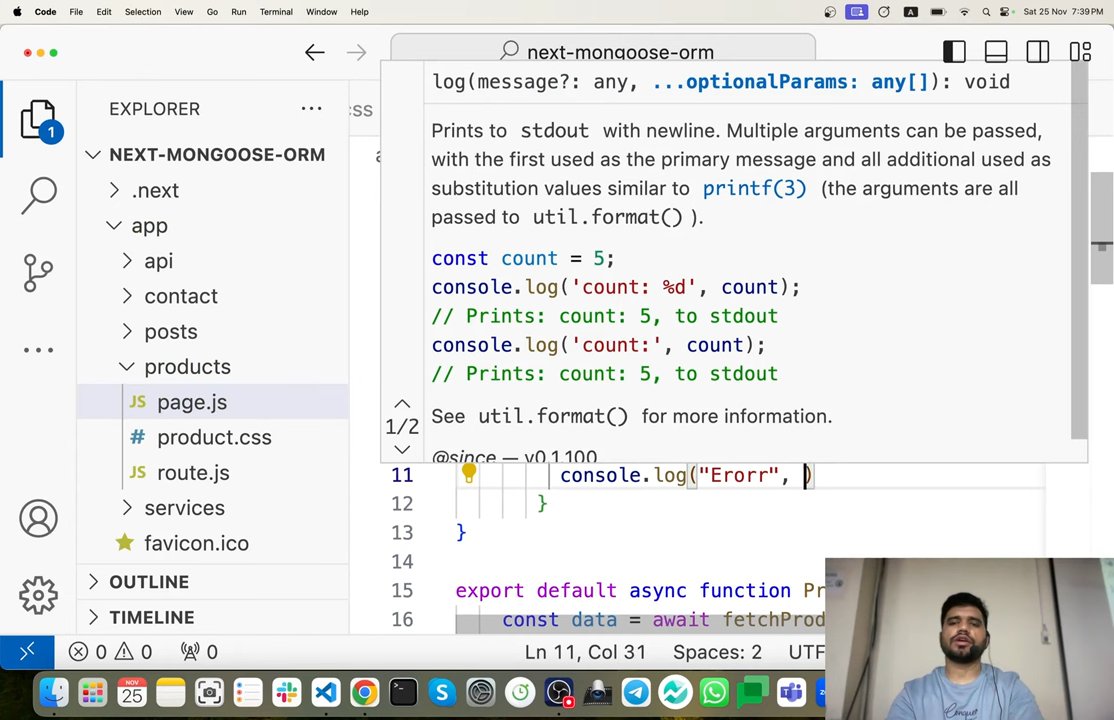 Code File Edit Selection View Go Run Terminal Window Help
A Sat 25 Nov 7:39 PM
next-mongoose-orm
EXPLORER
css
1
NEXT-MONGOOSE-ORM
.next
app
api
contact
posts
products
JS page.js
# product.css
JS route.js
services
favicon.ico
OUTLINE
TIMELINE
log(message?: any, ...optionalParams: any[]): void
Prints to stdout with newline. Multiple arguments can be passed,
with the first used as the primary message and all additional used as
substitution values similar to printf(3) (the arguments are all
passed to util.format() ).
const count = 5;
console.log('count: %d', count);
// Prints: count: 5, to stdout
console.log('count:', count);
// Prints: count: 5, to stdout
See util.format() for more information.
@since — v0.1.100
1/2
11 console.log("Erorr", )
12 }
13 }
14
15 export default async function Pr
16 const data = await fetchProd
0 0 0 Ln 11, Col 31 Spaces: 2 UTF
NOV
25